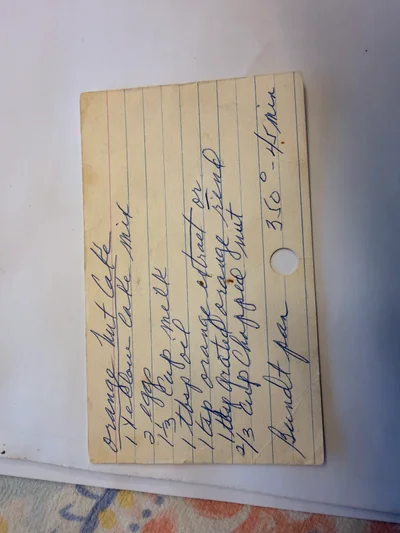 orange nut Cake
1 Yellow Cake mix
2 eggs
1/3 cup milk
1 tbsp oil
1 tsp orange extract or
1 tbsp grated orange rind
2/3 cup Chopped nut
Bundt pan 350° - 45 min